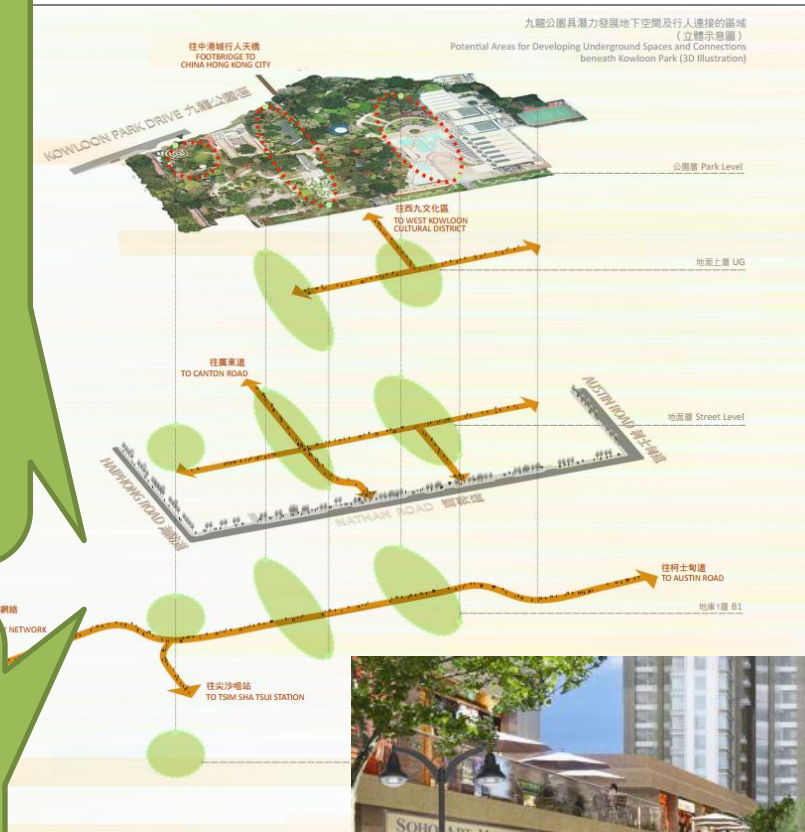 九龍公園具潛力發展地下空間及行人連接的區域
（立體示意圖）
Potential Areas for Developing Underground Spaces and Connections
beneath Kowloon Park (3D Illustration)
往中港城行人天橋
FOOTBRIDGE TO
CHINA HONG KONG CITY
KOWLOON PARK DRIVE 九龍公園
公園層 Park Level
往西九文化區
TO WEST KOWLOON
CULTURAL DISTRICT
地面上層 UG
往廣東道
TO CANTON ROAD
AUSTIN ROAD 柯士甸道
地面層 Street Level
HAIPHONG ROAD
NATHAN ROAD 彌敦道
往柯士甸道
TO AUSTIN ROAD
地庫1層 B1
網絡
NETWORK
往尖沙咀站
TO TSIM SHA TSUI STATION
SOHO ART